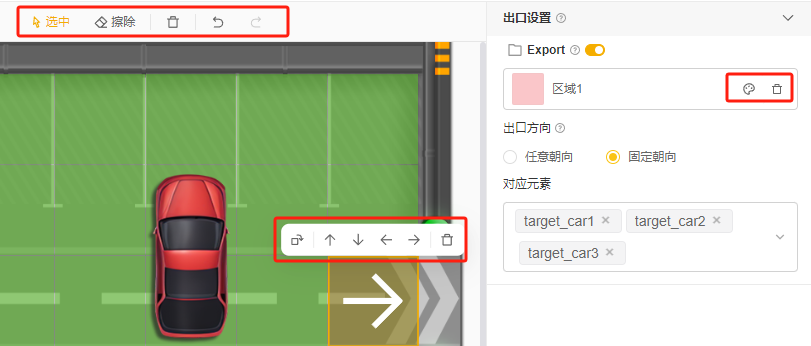 选中 擦除
出口设置
Export
区域1
出口方向
任意朝向 固定朝向
对应元素
target_car1 × target_car2 ×
target_car3 ×